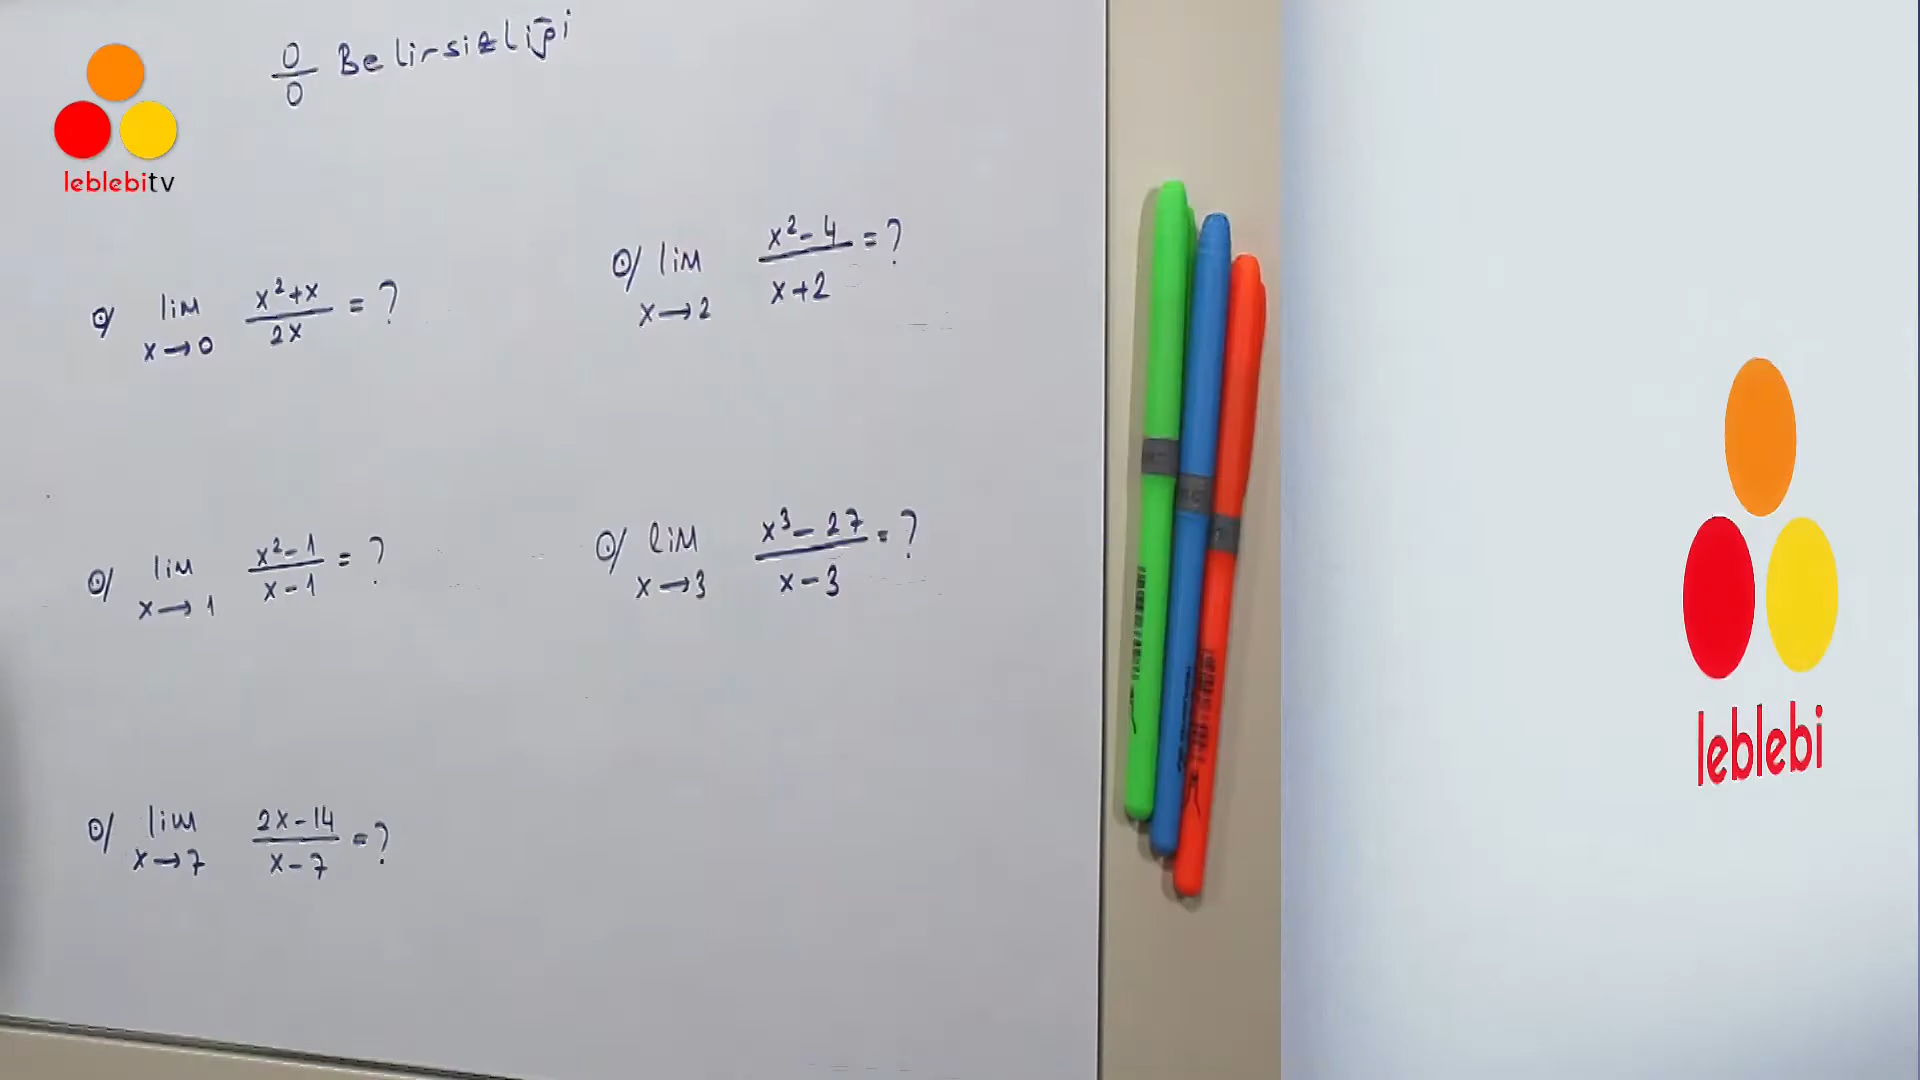 0/0 Belirsizliği
leblebitv
⊙/ lim x→0 x²+x / 2x = ?
⊙/ lim x→1 x²-1 / x-1 = ?
⊙/ lim x→7 2x-14 / x-7 = ?
⊙/ lim x→2 x²-4 / x+2 = ?
⊙/ lim x→3 x³-27 / x-3 = ?
leblebi